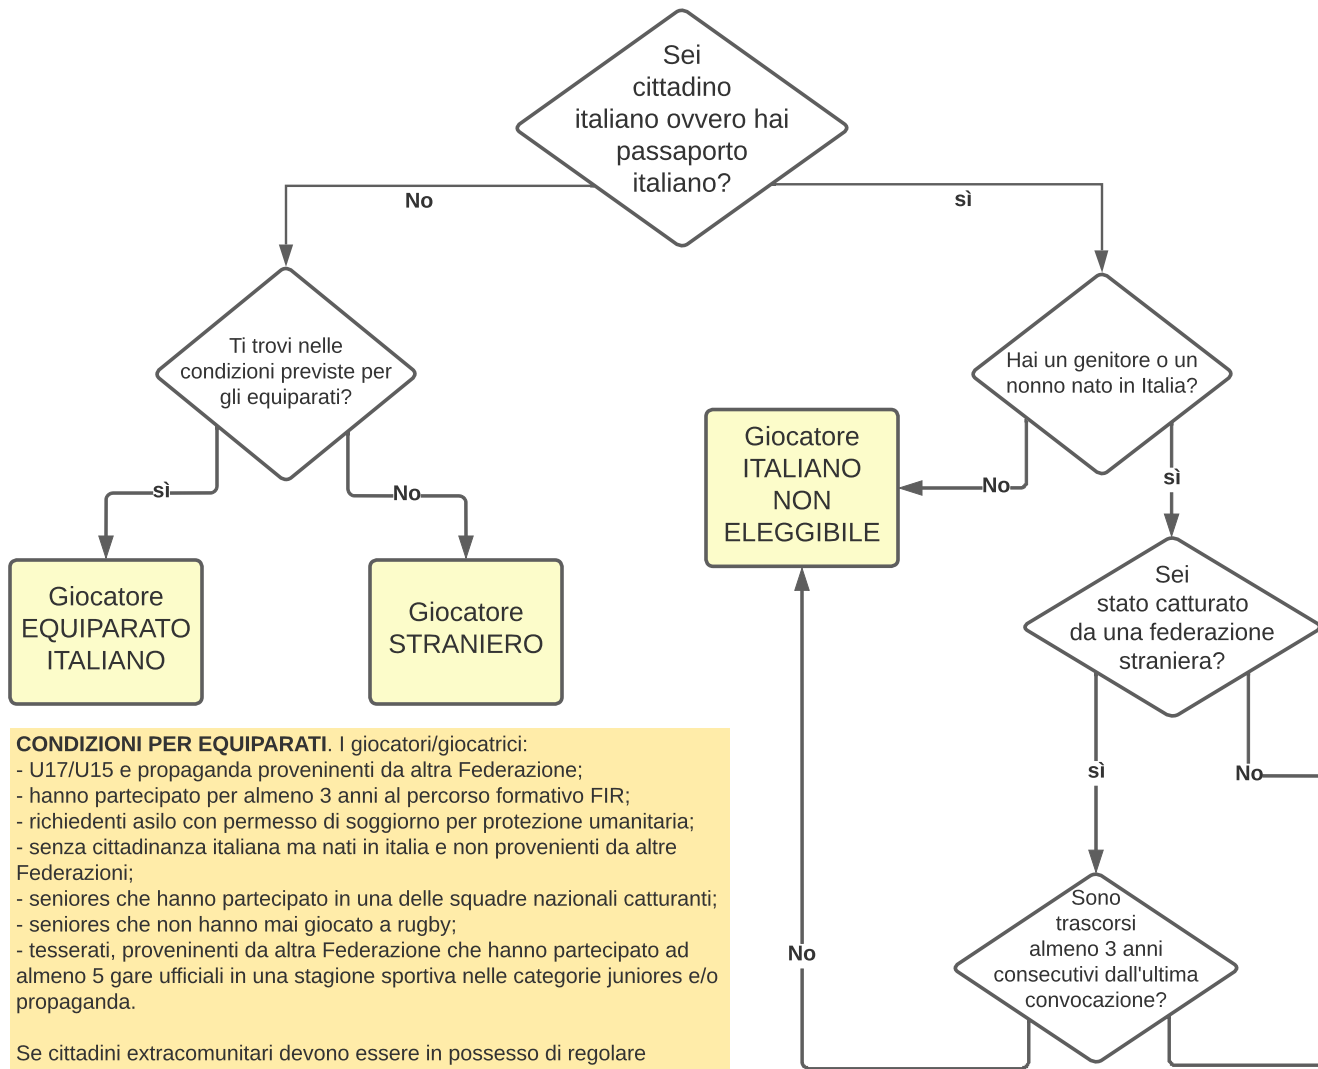 Sei
cittadino
italiano ovvero hai
passaporto
italiano?
No
sì
Ti trovi nelle
condizioni previste per
gli equiparati?
Hai un genitore o un
nonno nato in Italia?
Giocatore
ITALIANO
NON
ELEGGIBILE
No
sì
sì
No
Giocatore
EQUIPARATO
ITALIANO
Giocatore
STRANIERO
Sei
stato catturato
da una federazione
straniera?
sì
No
CONDIZIONI PER EQUIPARATI. I giocatori/giocatrici:
- U17/U15 e propaganda proveninenti da altra Federazione;
- hanno partecipato per almeno 3 anni al percorso formativo FIR;
- richiedenti asilo con permesso di soggiorno per protezione umanitaria;
- senza cittadinanza italiana ma nati in italia e non provenienti da altre
Federazioni;
- seniores che hanno partecipato in una delle squadre nazionali catturanti;
- seniores che non hanno mai giocato a rugby;
- tesserati, proveninenti da altra Federazione che hanno partecipato ad
almeno 5 gare ufficiali in una stagione sportiva nelle categorie juniores e/o
propaganda.
Se cittadini extracomunitari devono essere in possesso di regolare
No
Sono
trascorsi
almeno 3 anni
consecutivi dall'ultima
convocazione?